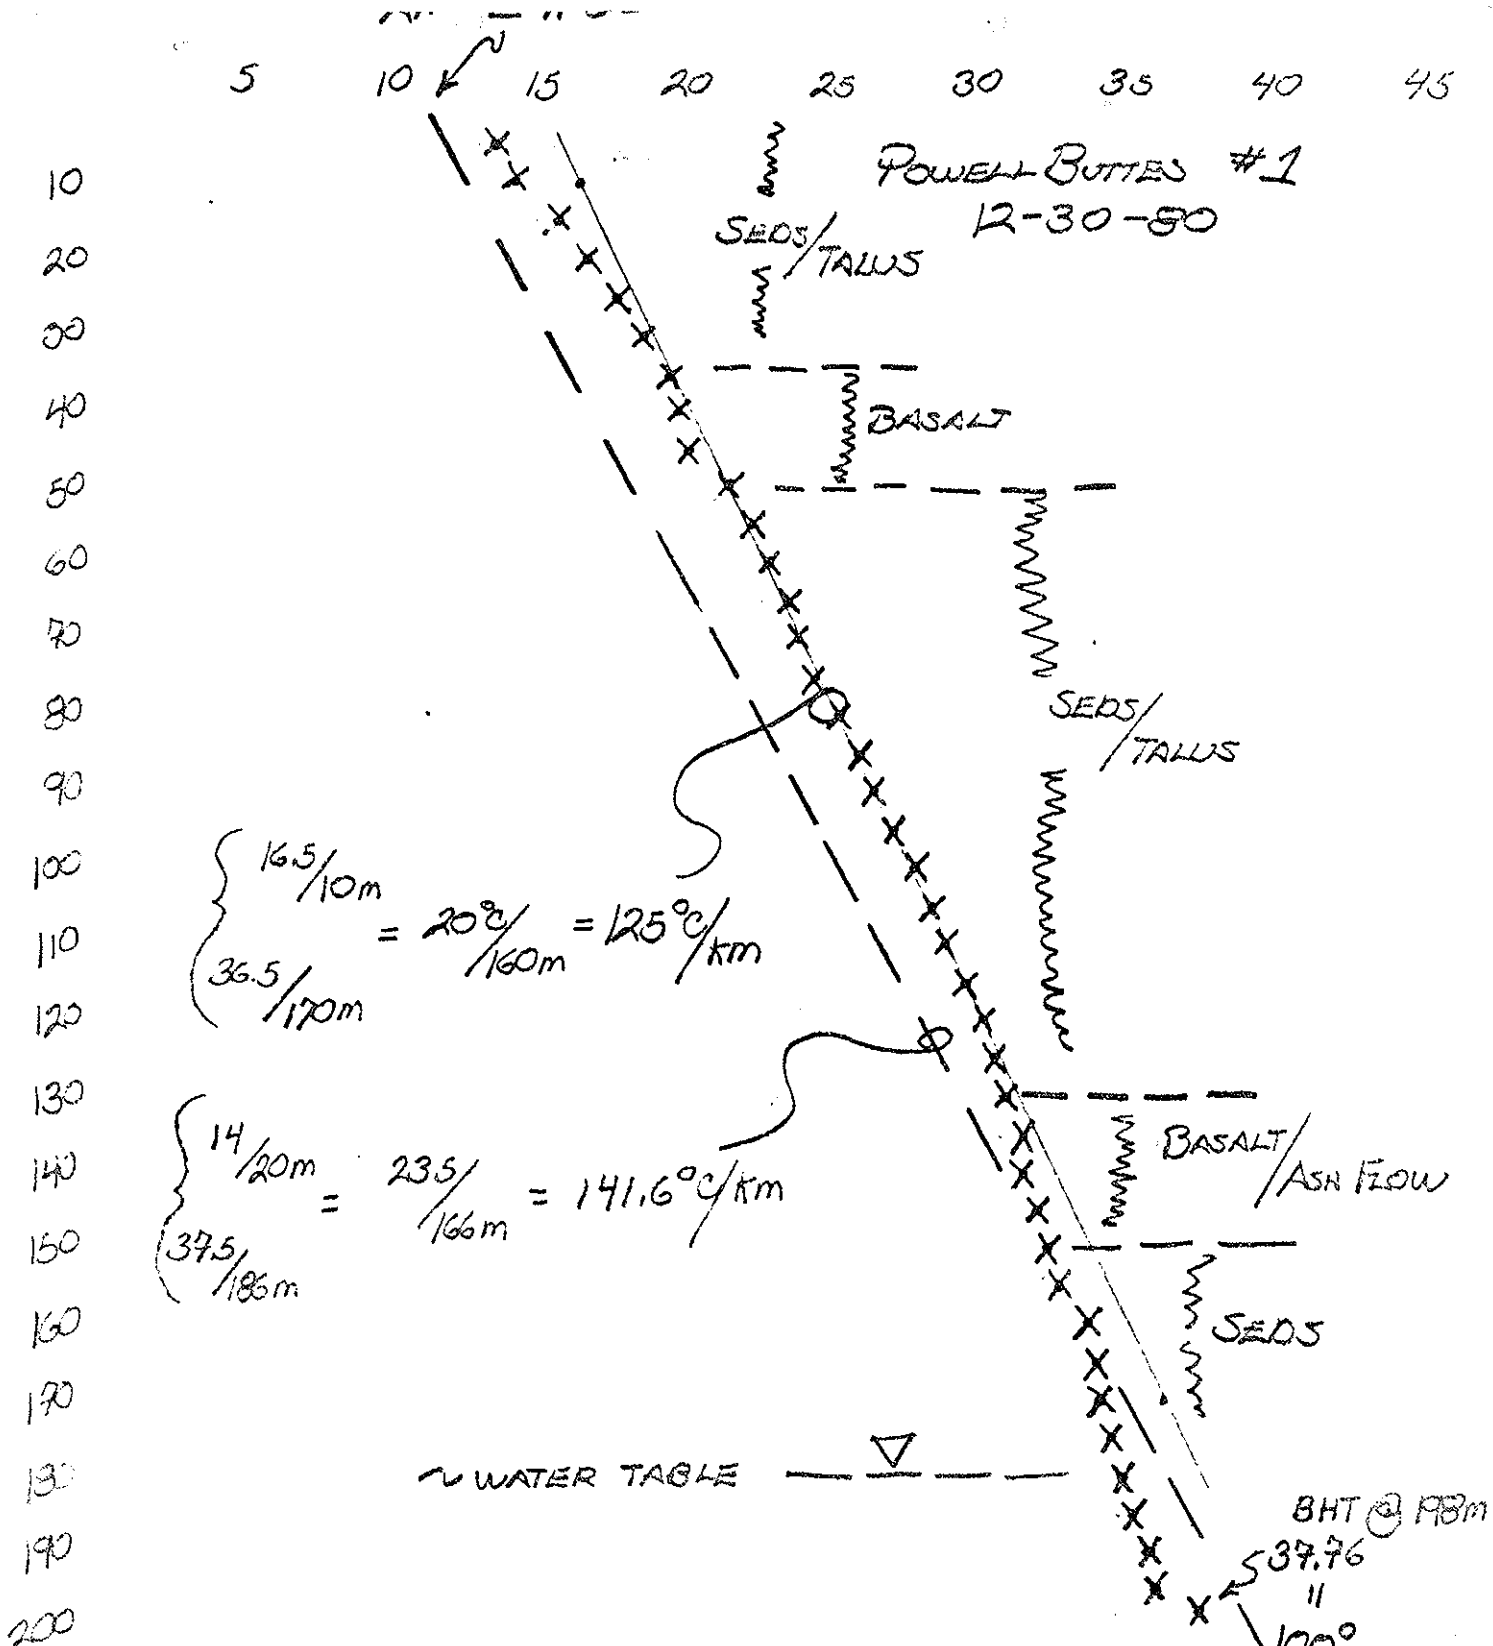 5 10 15 20 25 30 35 40 45
10
20
30
40
50
60
70
80
90
100
110
120
130
140
150
160
170
180
190
200
POWELL BUTTES #1
12-30-80
SEDS/TALUS
BASALT
SEDS/TALUS
16.5/10m
36.5/170m
= 20°C/160m = 125°C/km
14/20m
37.5/186m
= 23.5/166m = 141.6°C/km
BASALT/ASH FLOW
SEDS
~ WATER TABLE
BHT @ 198m
37.76
"
100°